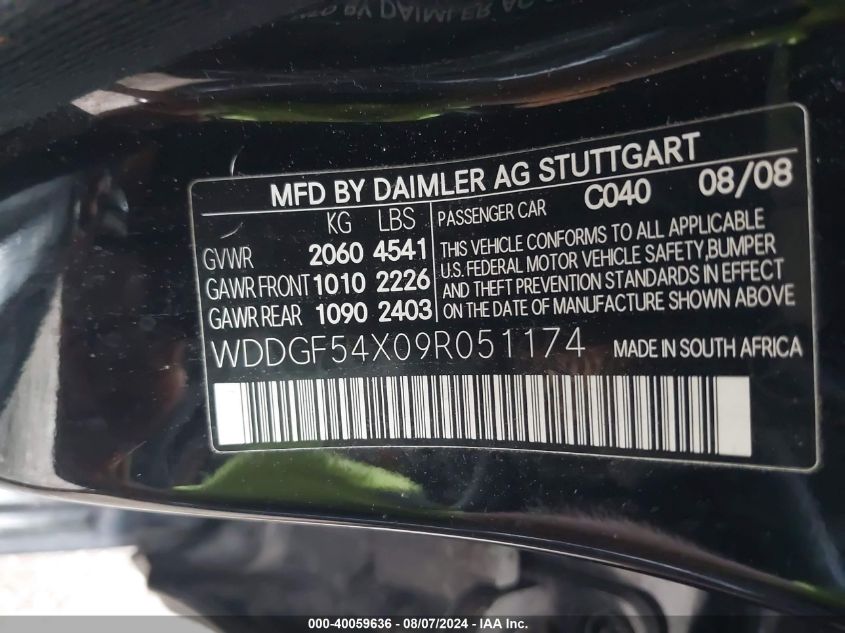 MFD BY DAIMLER AG STUTTGART
C040 08/08
KG LBS
GVWR 2060 4541
GAWR FRONT 1010 2226
GAWR REAR 1090 2403
PASSENGER CAR
THIS VEHICLE CONFORMS TO ALL APPLICABLE
U.S. FEDERAL MOTOR VEHICLE SAFETY,BUMPER
AND THEFT PREVENTION STANDARDS IN EFFECT
ON THE DATE OF MANUFACTURE SHOWN ABOVE
WDDGF54X09R051174 MADE IN SOUTH AFRICA
000-40059636 - 08/07/2024 - IAA Inc.